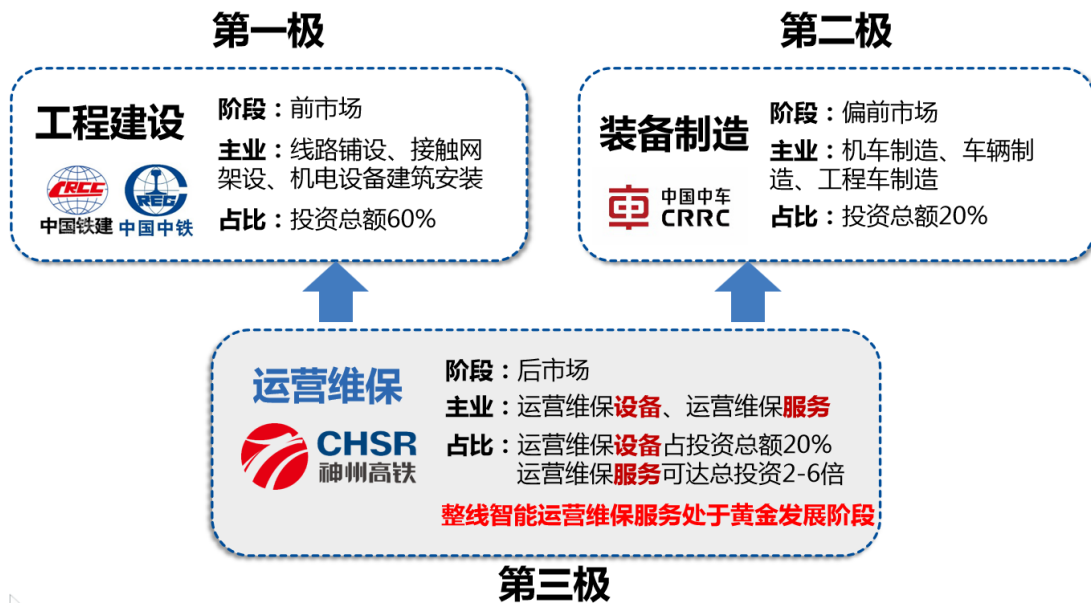 第一极
工程建设
CRCC
中国铁建
CREC
中国中铁
阶段：前市场
主业：线路铺设、接触网
架设、机电设备建筑安装
占比：投资总额60%
第二极
装备制造
中国中车
CRRC
阶段：偏前市场
主业：机车制造、车辆制
造、工程车制造
占比：投资总额20%
运营维保
CHSR
神州高铁
阶段：后市场
主业：运营维保设备、运营维保服务
占比：运营维保设备占投资总额20%
运营维保服务可达总投资2-6倍
整线智能运营维保服务处于黄金发展阶段
第三极